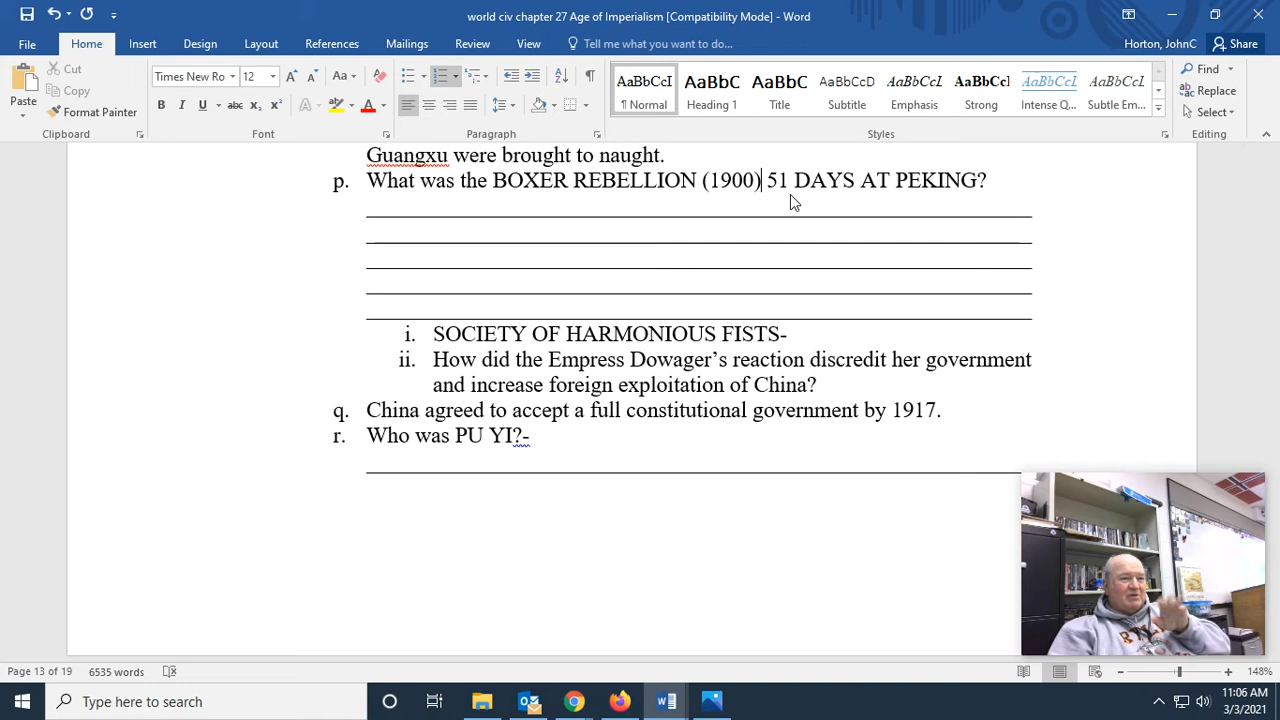 world civ chapter 27 Age of Imperialism [Compatibility Mode] - Word
File Home Insert Design Layout References Mailings Review View Tell me what you want to do... Horton, JohnC Share
Cut
Copy
Format Painter
Paste
Clipboard
Times New Ro 12
Font
Paragraph
AaBbCcI AaBbC AaBbC AaBbCcD AaBbCcI AaBbCcI AaBbCcI AaBbCcI
¶ Normal Heading 1 Title Subtitle Emphasis Strong Intense Q... Subtle Em...
Styles
Find
Replace
Select
Editing
Guangxu were brought to naught.
p. What was the BOXER REBELLION (1900) 51 DAYS AT PEKING?
i. SOCIETY OF HARMONIOUS FISTS-
ii. How did the Empress Dowager’s reaction discredit her government
and increase foreign exploitation of China?
q. China agreed to accept a full constitutional government by 1917.
r. Who was PU YI?-
Page 13 of 19 6535 words 148%
Type here to search
11:06 AM
3/3/2021